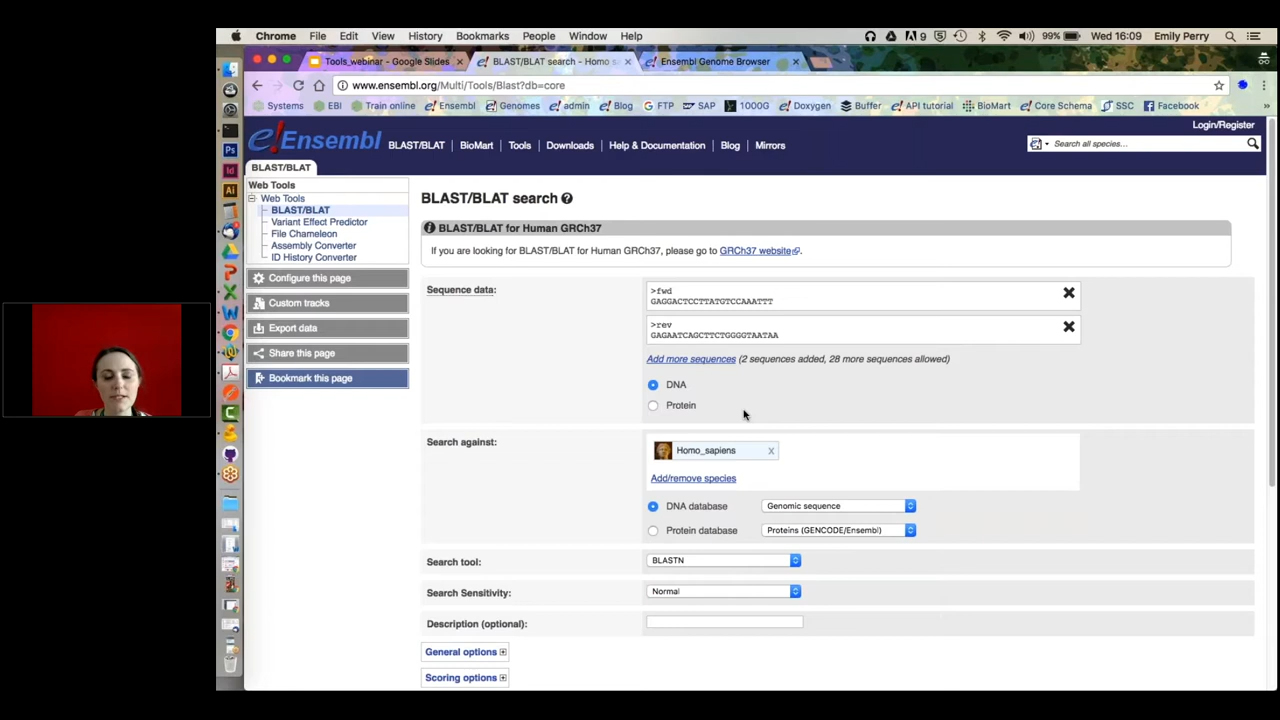 Chrome File Edit View History Bookmarks People Window Help 9 99% Wed 16:09 Emily Perry
Tools_webinar - Google Slides BLAST/BLAT search - Homo s Ensembl Genome Browser
www.ensembl.org/Multi/Tools/Blast?db=core
Systems EBI Train online Ensembl Genomes admin Blog FTP SAP 1000G Doxygen Buffer API tutorial BioMart Core Schema SSC Facebook »
Login/Register
e!Ensembl BLAST/BLAT BioMart Tools Downloads Help & Documentation Blog Mirrors Search all species...
BLAST/BLAT
Web Tools
Web Tools
BLAST/BLAT
Variant Effect Predictor
File Chameleon
Assembly Converter
ID History Converter
Configure this page
Custom tracks
Export data
Share this page
Bookmark this page
BLAST/BLAT search
BLAST/BLAT for Human GRCh37
If you are looking for BLAST/BLAT for Human GRCh37, please go to GRCh37 website.
Sequence data:
>fwd
GAGGACTCCTTATGTCCAAATTT
>rev
GAGAATCAGCTTCTGGGGTAATAA
Add more sequences (2 sequences added, 28 more sequences allowed)
DNA
Protein
Search against:
Homo_sapiens x
Add/remove species
DNA database Genomic sequence
Protein database Proteins (GENCODE/Ensembl)
Search tool: BLASTN
Search Sensitivity: Normal
Description (optional):
General options
Scoring options